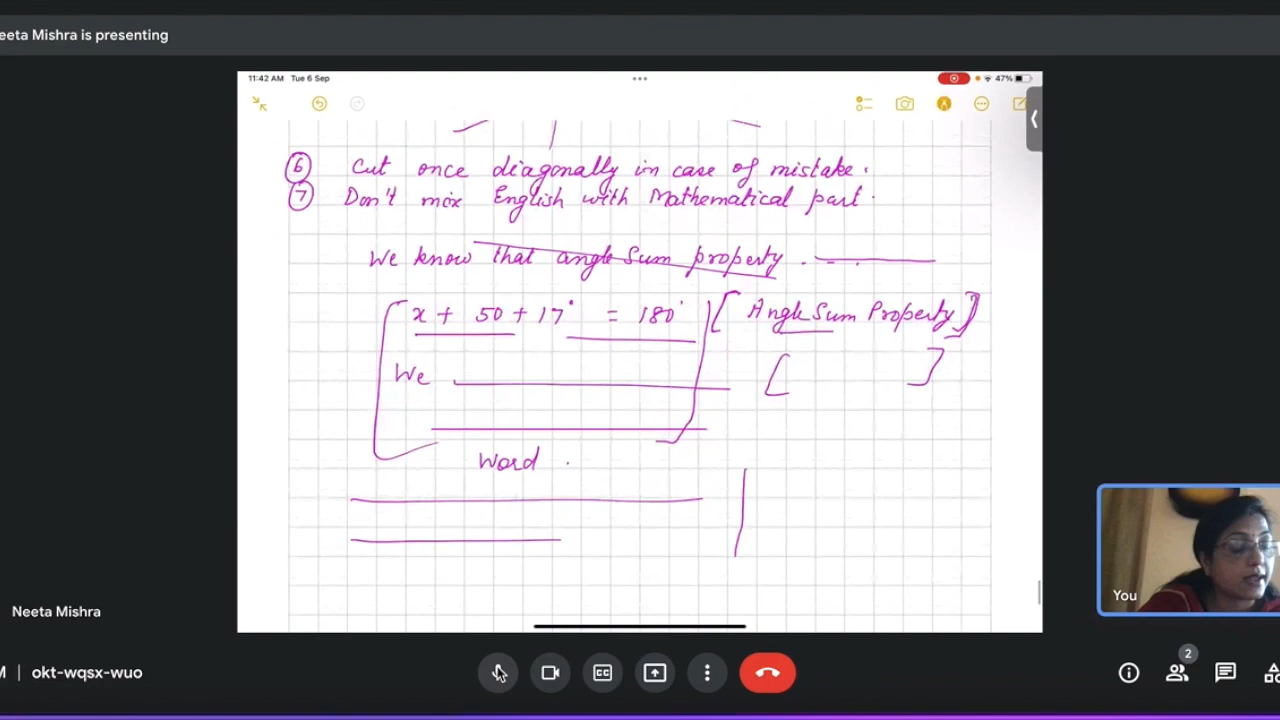 eeta Mishra is presenting
11:42 AM Tue 6 Sep
47%
6 Cut once diagonally in case of mistake.
7 Don't mix English with Mathematical part.
We know that angle Sum property . - .
x + 50 + 17° = 180° [Angle Sum Property]
We [ ]
Word .
You
Neeta Mishra
M | okt-wqsx-wuo
CC
2